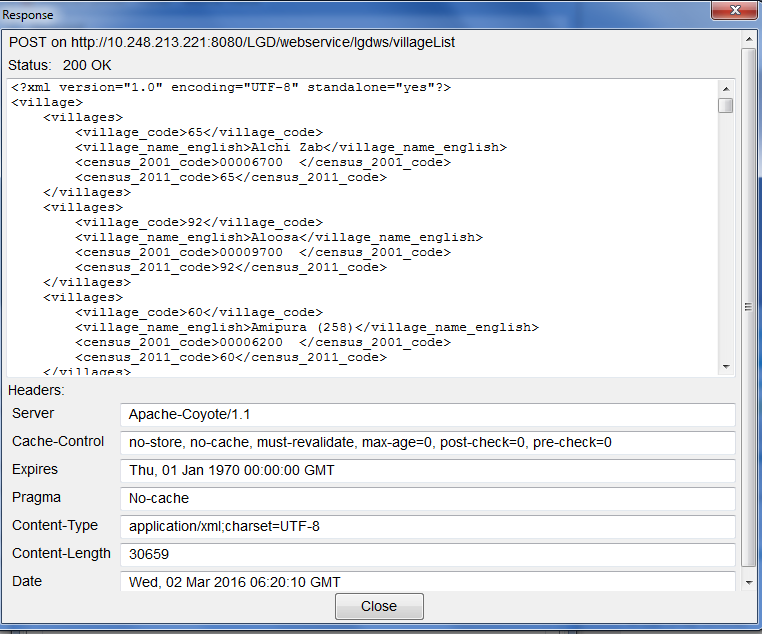 Response
POST on http://10.248.213.221:8080/LGD/webservice/lgdws/villageList
Status: 200 OK
<?xml version="1.0" encoding="UTF-8" standalone="yes"?>
<village>
    <villages>
        <village_code>65</village_code>
        <village_name_english>Alchi Zab</village_name_english>
        <census_2001_code>00006700  </census_2001_code>
        <census_2011_code>65</census_2011_code>
    </villages>
    <villages>
        <village_code>92</village_code>
        <village_name_english>Aloosa</village_name_english>
        <census_2001_code>00009700  </census_2001_code>
        <census_2011_code>92</census_2011_code>
    </villages>
    <villages>
        <village_code>60</village_code>
        <village_name_english>Amipura (258)</village_name_english>
        <census_2001_code>00006200  </census_2001_code>
        <census_2011_code>60</census_2011_code>
    </villages>
Headers:
Server Apache-Coyote/1.1
Cache-Control no-store, no-cache, must-revalidate, max-age=0, post-check=0, pre-check=0
Expires Thu, 01 Jan 1970 00:00:00 GMT
Pragma No-cache
Content-Type application/xml;charset=UTF-8
Content-Length 30659
Date Wed, 02 Mar 2016 06:20:10 GMT
Close